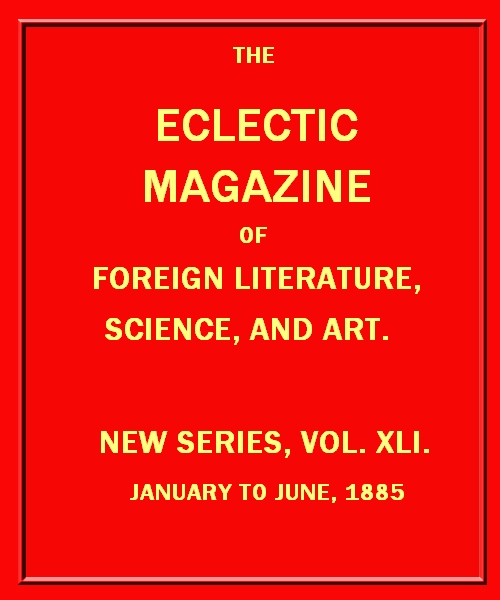 THE
ECLECTIC
MAGAZINE
OF
FOREIGN LITERATURE,
SCIENCE, AND ART.
NEW SERIES, VOL. XLI.
JANUARY TO JUNE, 1885